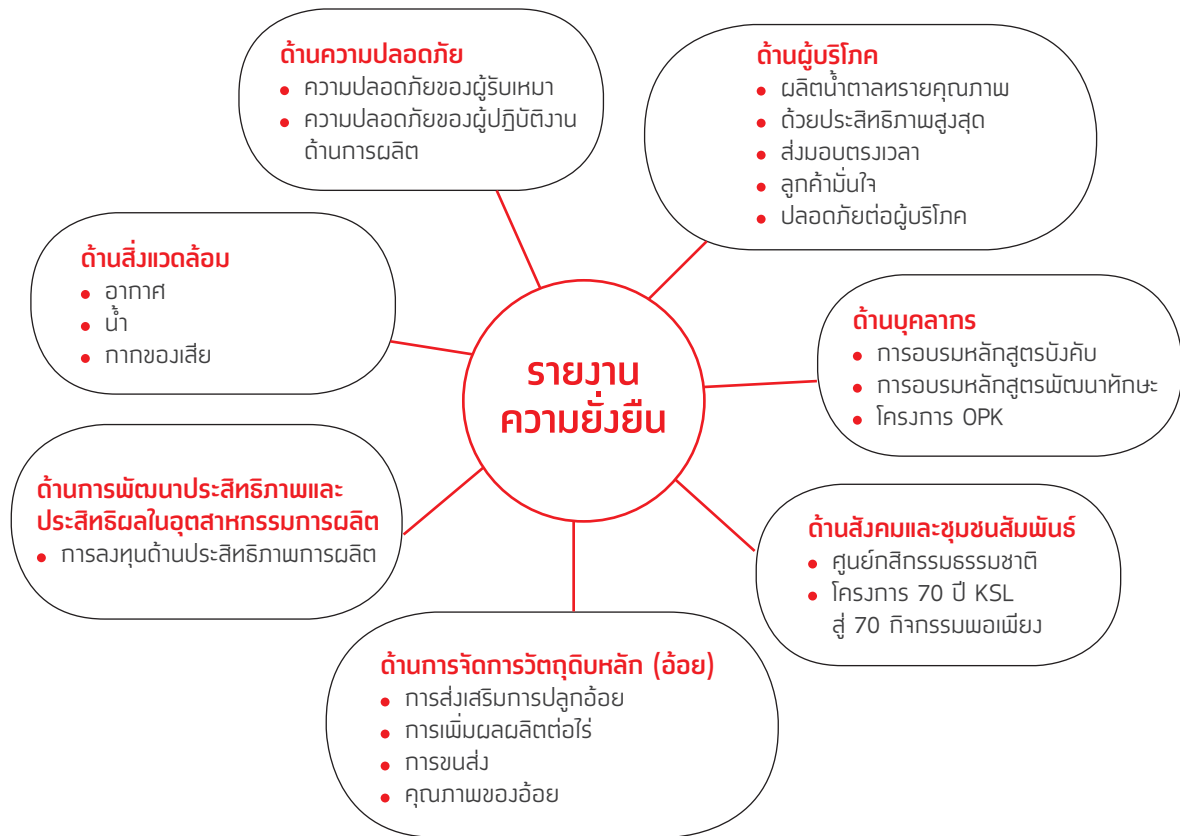 ด้านความปลอดภัย
• ความปลอดภัยของผู้รับเหมา
• ความปลอดภัยของผู้ปฎิบัติงาน
ด้านการผลิต
ด้านผู้บริโภค
• ผลิตน้ำตาลทรายคุณภาพ
• ด้วยประสิทธิภาพสูงสุด
• ส่งมอบตรงเวลา
• ลูกค้ามั่นใจ
• ปลอดภัยต่อผู้บริโภค
ด้านสิ่งแวดล้อม
• อากาศ
• น้ำ
• กากของเสีย
ด้านบุคลากร
• การอบรมหลักสูตรบังคับ
• การอบรมหลักสูตรพัฒนาทักษะ
• โครงการ OPK
รายงาน
ความยั่งยืน
ด้านการพัฒนาประสิทธิภาพและ
ประสิทธิผลในอุตสาหกรรมการผลิต
• การลงทุนด้านประสิทธิภาพการผลิต
ด้านสังคมและชุมชนสัมพันธ์
• ศูนย์กสิกรรมธรรมชาติ
• โครงการ 70 ปี KSL
สู่ 70 กิจกรรมพอเพียง
ด้านการจัดการวัตถุดิบหลัก (อ้อย)
• การส่งเสริมการปลูกอ้อย
• การเพิ่มผลผลิตต่อไร่
• การขนส่ง
• คุณภาพของอ้อย